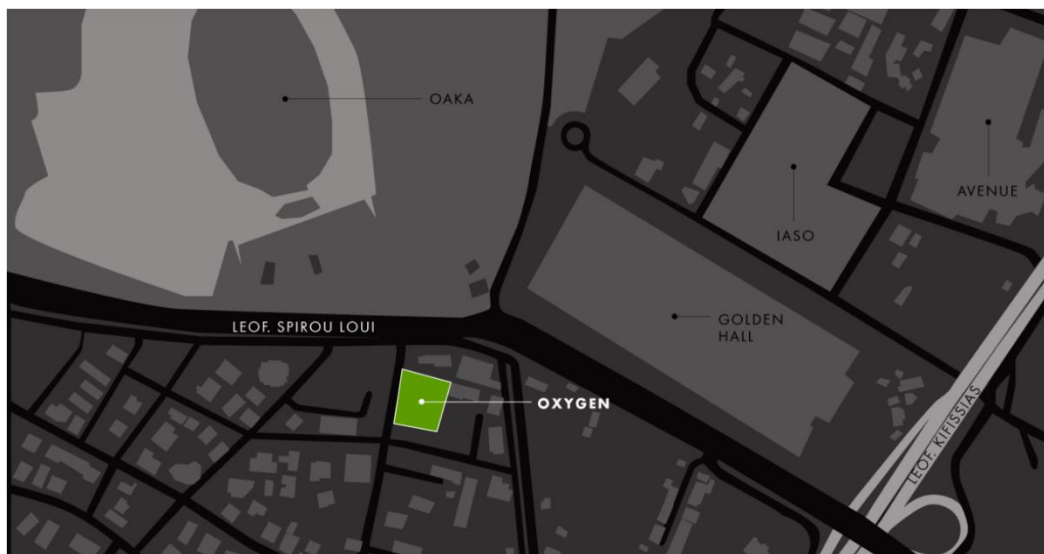 OAKA
AVENUE
IASO
LEOF. SPIROU LOUI
GOLDEN
HALL
OXYGEN
LEOF. KIFISSIAS